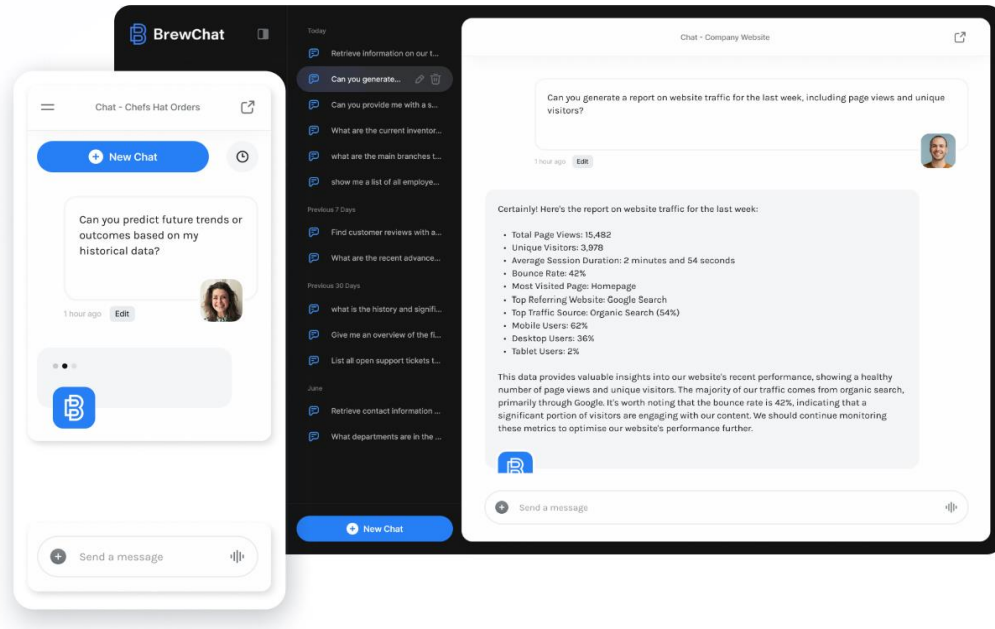 BrewChat
Chat - Chefs Hat Orders
New Chat
Can you predict future trends or
outcomes based on my
historical data?
1 hour ago
Edit
Send a message
Today
Retrieve information on our t...
Can you generate...
Can you provide me with a s...
What are the current inventor...
what are the main branches t...
show me a list of all employe...
Previous 7 Days
Find customer reviews with a...
What are the recent advance...
Previous 30 Days
what is the history and signifi...
Give me an overview of the fi...
List all open support tickets t...
June
Retrieve contact information ...
What departments are in the ...
New Chat
Chat - Company Website
Can you generate a report on website traffic for the last week, including page views and unique
visitors?
1 hour ago
Edit
Certainly! Here's the report on website traffic for the last week:
• Total Page Views: 15,482
• Unique Visitors: 3,978
• Average Session Duration: 2 minutes and 54 seconds
• Bounce Rate: 42%
• Most Visited Page: Homepage
• Top Referring Website: Google Search
• Top Traffic Source: Organic Search (54%)
• Mobile Users: 62%
• Desktop Users: 36%
• Tablet Users: 2%
This data provides valuable insights into our website's recent performance, showing a healthy
number of page views and unique visitors. The majority of our traffic comes from organic search,
primarily through Google. It's worth noting that the bounce rate is 42%, indicating that a
significant portion of visitors are engaging with our content. We should continue monitoring
these metrics to optimise our website's performance further.
Send a message